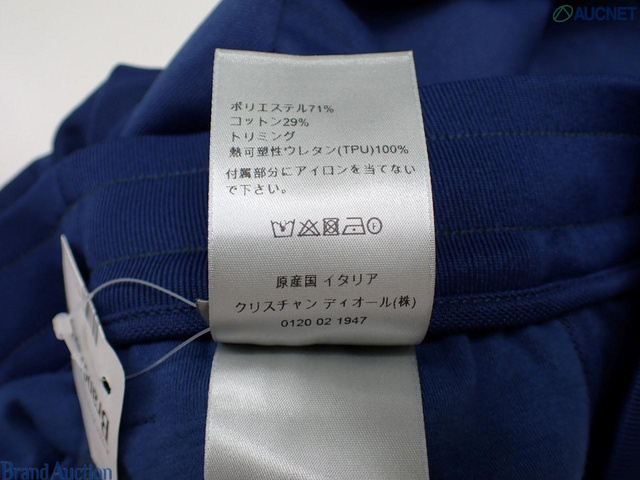 AUCNET
ポリエステル71%
コットン29%
トリミング
熱可塑性ウレタン(TPU)100%
付属部分にアイロンを当てない
で下さい。
原産国 イタリア
クリスチャン ディオール(株)
0120 02 1947
Brand Auction